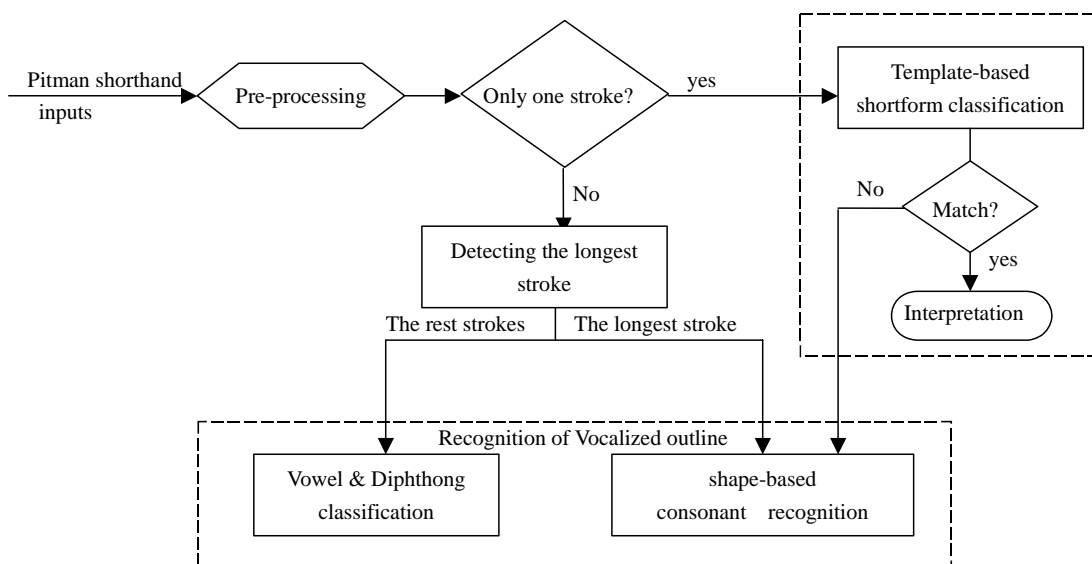 Pitman shorthand
inputs
Pre-processing
Only one stroke?
yes
Template-based
shortform classification
No
Match?
yes
Interpretation
No
Detecting the longest
stroke
The rest strokes
The longest stroke
Recognition of Vocalized outline
Vowel & Diphthong
classification
shape-based
consonant recognition